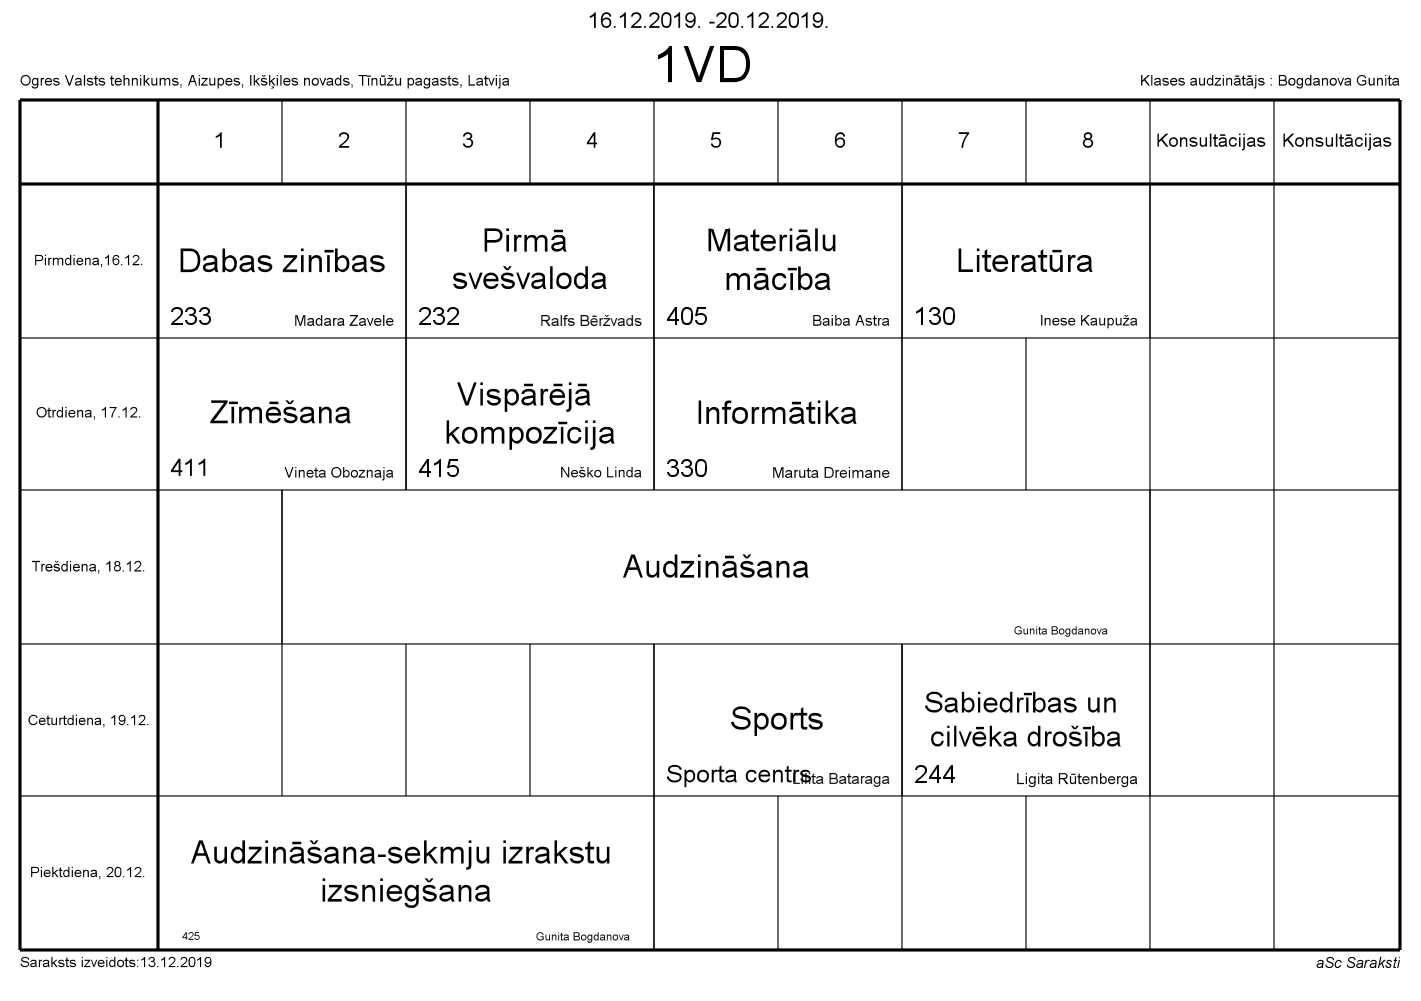 16.12.2019. -20.12.2019.
1VD
Ogres Valsts tehnikums, Aizupes, Ikšķiles novads, Tīnūžu pagasts, Latvija
Klases audzinātājs : Bogdanova Gunita
1 2 3 4 5 6 7 8 Konsultācijas Konsultācijas
Pirmdiena,16.12.
Dabas zinības
233 Madara Zavele
Pirmā
svešvaloda
232 Ralfs Bēržvads
Materiālu
mācība
405 Baiba Astra
Literatūra
130 Inese Kaupuža
Otrdiena, 17.12.
Zīmēšana
411 Vineta Oboznaja
Vispārējā
kompozīcija
415 Neško Linda
Informātika
330 Maruta Dreimane
Trešdiena, 18.12.
Audzināšana
Gunita Bogdanova
Ceturtdiena, 19.12.
Sports
Sporta centrs Bataraga
Sabiedrības un
cilvēka drošība
244 Ligita Rūtenberga
Piektdiena, 20.12.
Audzināšana-sekmju izrakstu
izsniegšana
425 Gunita Bogdanova
Saraksts izveidots:13.12.2019
aSc Saraksti